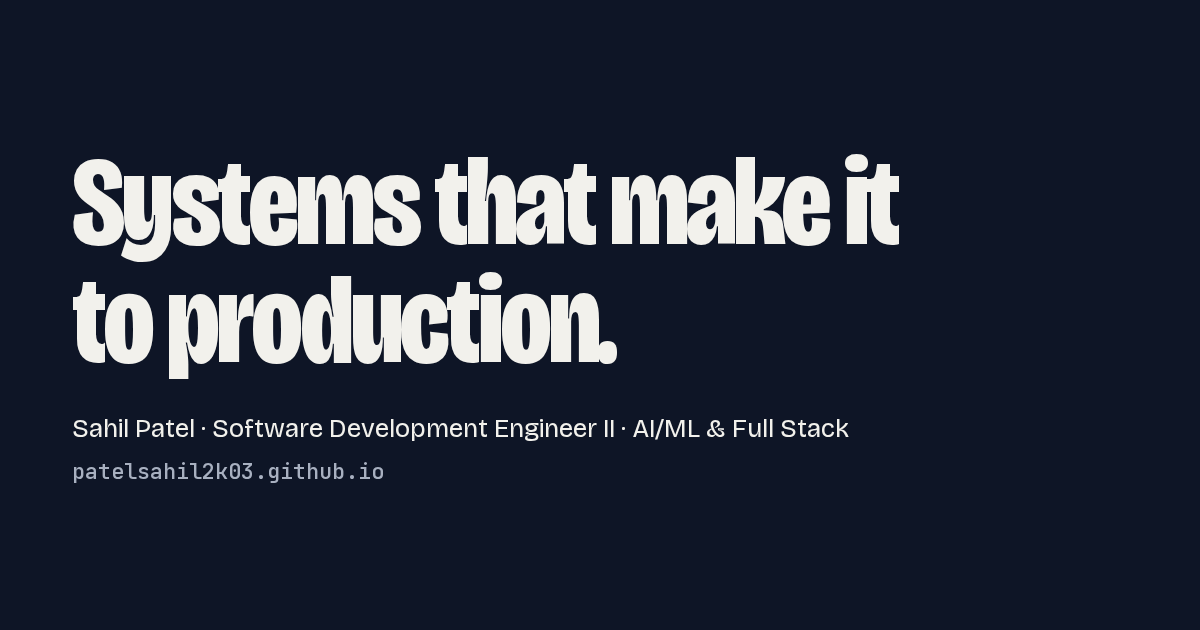 Systems that make it
to production.
Sahil Patel · Software Development Engineer II · AI/ML & Full Stack
patelsahil2k03.github.io